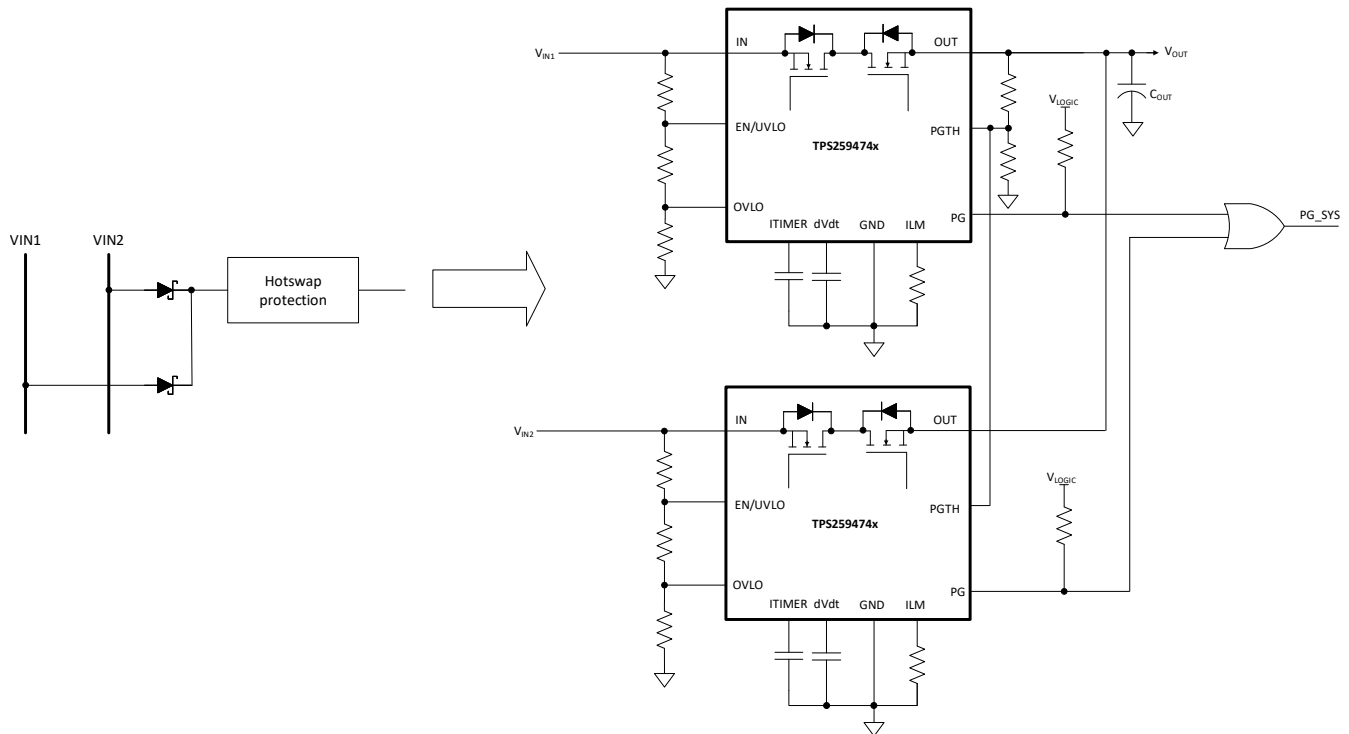 VIN1
VIN2
Hotswap
protection
VIN1
IN
OUT
VOUT
COUT
EN/UVLO
VLOGIC
PGTH
TPS259474x
OVLO
PG
PG_SYS
ITIMER dVdt GND ILM
VIN2
IN
OUT
EN/UVLO
VLOGIC
PGTH
TPS259474x
OVLO
PG
ITIMER dVdt GND ILM